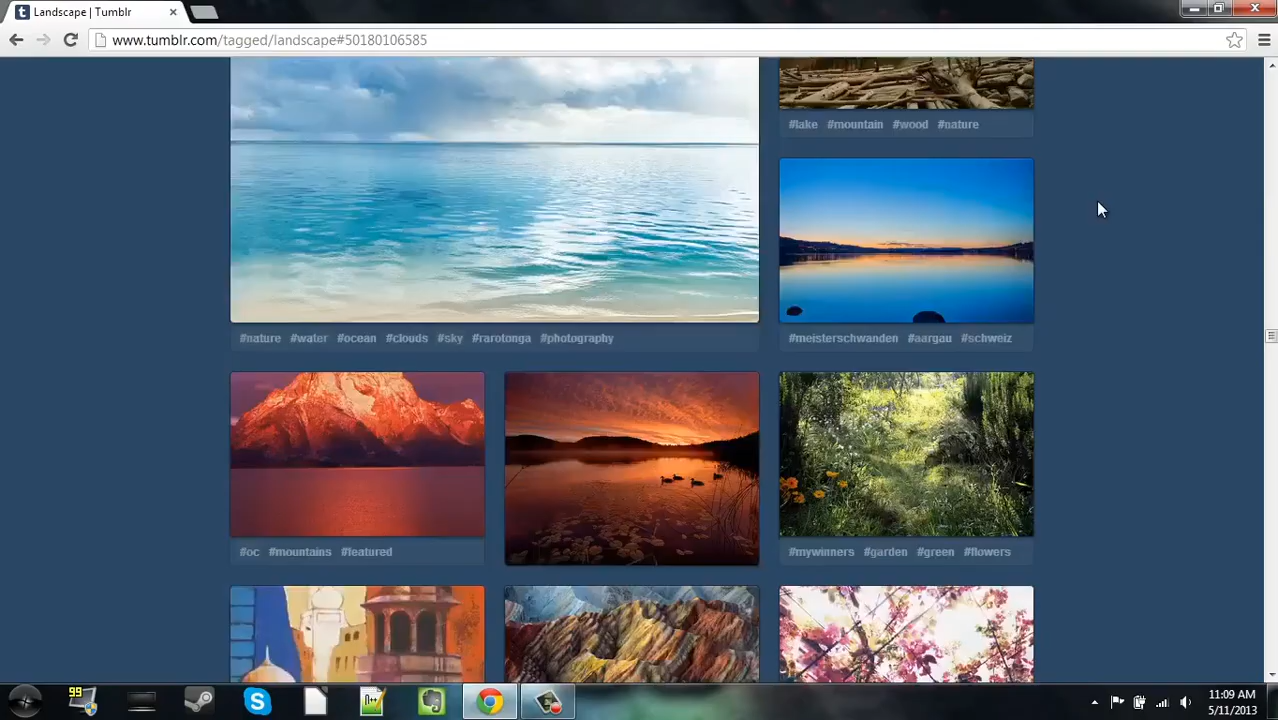 Landscape | Tumblr
www.tumblr.com/tagged/landscape#50180106585
#lake #mountain #wood #nature
#nature #water #ocean #clouds #sky #rarotonga #photography
#meisterschwanden #aargau #schweiz
#oc #mountains #featured
#mywinners #garden #green #flowers
99
11:09 AM
5/11/2013